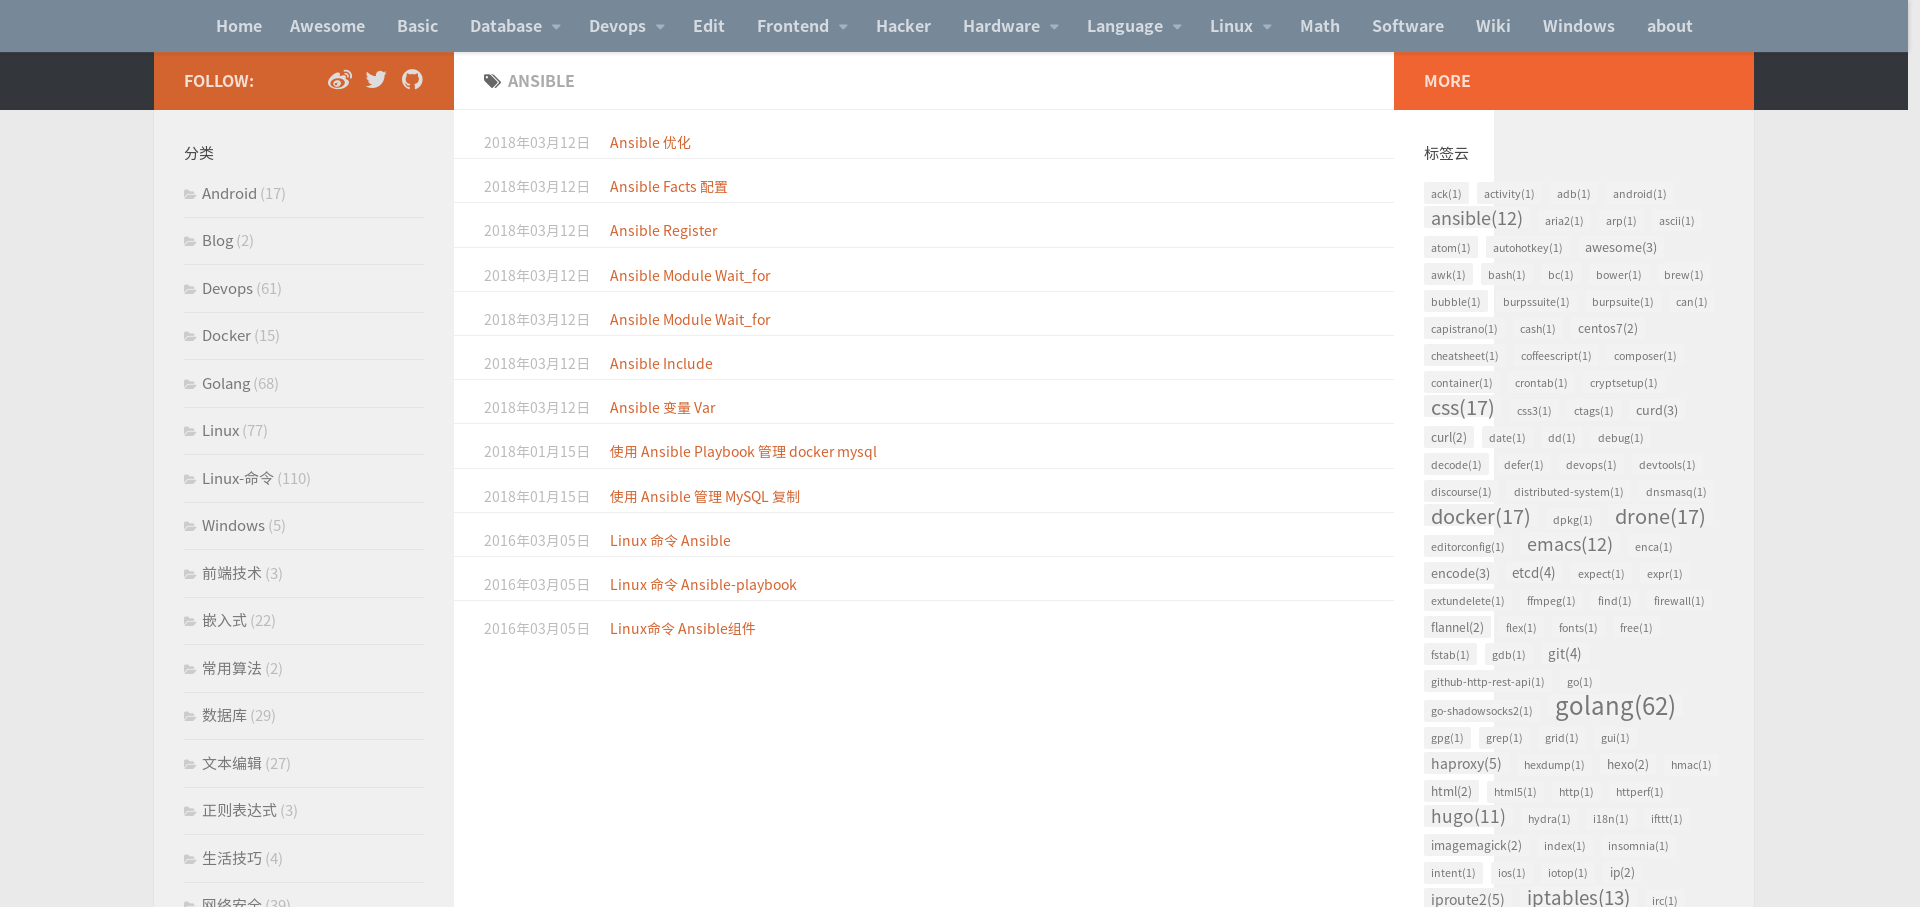 Home Awesome Basic Database Devops Edit Frontend Hacker Hardware Language Linux Math Software Wiki Windows about
FOLLOW:
分类
Android (17)
Blog (2)
Devops (61)
Docker (15)
Golang (68)
Linux (77)
Linux-命令 (110)
Windows (5)
前端技术 (3)
嵌入式 (22)
常用算法 (2)
数据库 (29)
文本编辑 (27)
正则表达式 (3)
生活技巧 (4)
网络安全 (39)
ANSIBLE
2018年03月12日 Ansible 优化
2018年03月12日 Ansible Facts 配置
2018年03月12日 Ansible Register
2018年03月12日 Ansible Module Wait_for
2018年03月12日 Ansible Module Wait_for
2018年03月12日 Ansible Include
2018年03月12日 Ansible 变量 Var
2018年01月15日 使用 Ansible Playbook 管理 docker mysql
2018年01月15日 使用 Ansible 管理 MySQL 复制
2016年03月05日 Linux 命令 Ansible
2016年03月05日 Linux 命令 Ansible-playbook
2016年03月05日 Linux命令 Ansible组件
MORE
标签云
ack(1) activity(1) adb(1) android(1)
ansible(12) aria2(1) arp(1) ascii(1)
atom(1) autohotkey(1) awesome(3)
awk(1) bash(1) bc(1) bower(1) brew(1)
bubble(1) burpssuite(1) burpsuite(1) can(1)
capistrano(1) cash(1) centos7(2)
cheatsheet(1) coffeescript(1) composer(1)
container(1) crontab(1) cryptsetup(1)
css(17) css3(1) ctags(1) curd(3)
curl(2) date(1) dd(1) debug(1)
decode(1) defer(1) devops(1) devtools(1)
discourse(1) distributed-system(1) dnsmasq(1)
docker(17) dpkg(1) drone(17)
editorconfig(1) emacs(12) enca(1)
encode(3) etcd(4) expect(1) expr(1)
extundelete(1) ffmpeg(1) find(1) firewall(1)
flannel(2) flex(1) fonts(1) free(1)
fstab(1) gdb(1) git(4)
github-http-rest-api(1) go(1)
go-shadowsocks2(1) golang(62)
gpg(1) grep(1) grid(1) gui(1)
haproxy(5) hexdump(1) hexo(2) hmac(1)
html(2) html5(1) http(1) httperf(1)
hugo(11) hydra(1) i18n(1) ifttt(1)
imagemagick(2) index(1) insomnia(1)
intent(1) ios(1) iotop(1) ip(2)
iproute2(5) iptables(13) irc(1)